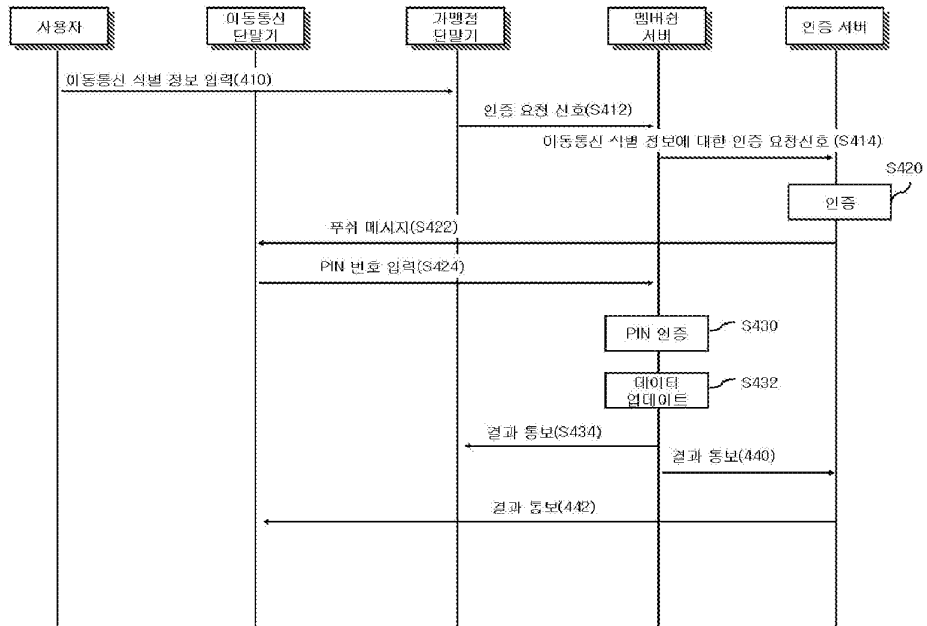 사용자
이동통신
단말기
가맹점
단말기
멤버쉽
서버
인증 서버
이동통신 식별 정보 입력(410)
인증 요청 신호(S412)
이동통신 식별 정보에 대한 인증 요청신호(S414)
S420
인증
푸쉬 메시지(S422)
PIN 번호 입력(S424)
PIN 인증
S430
데이터
업데이트
S432
결과 통보(S434)
결과 통보(440)
결과 통보(442)